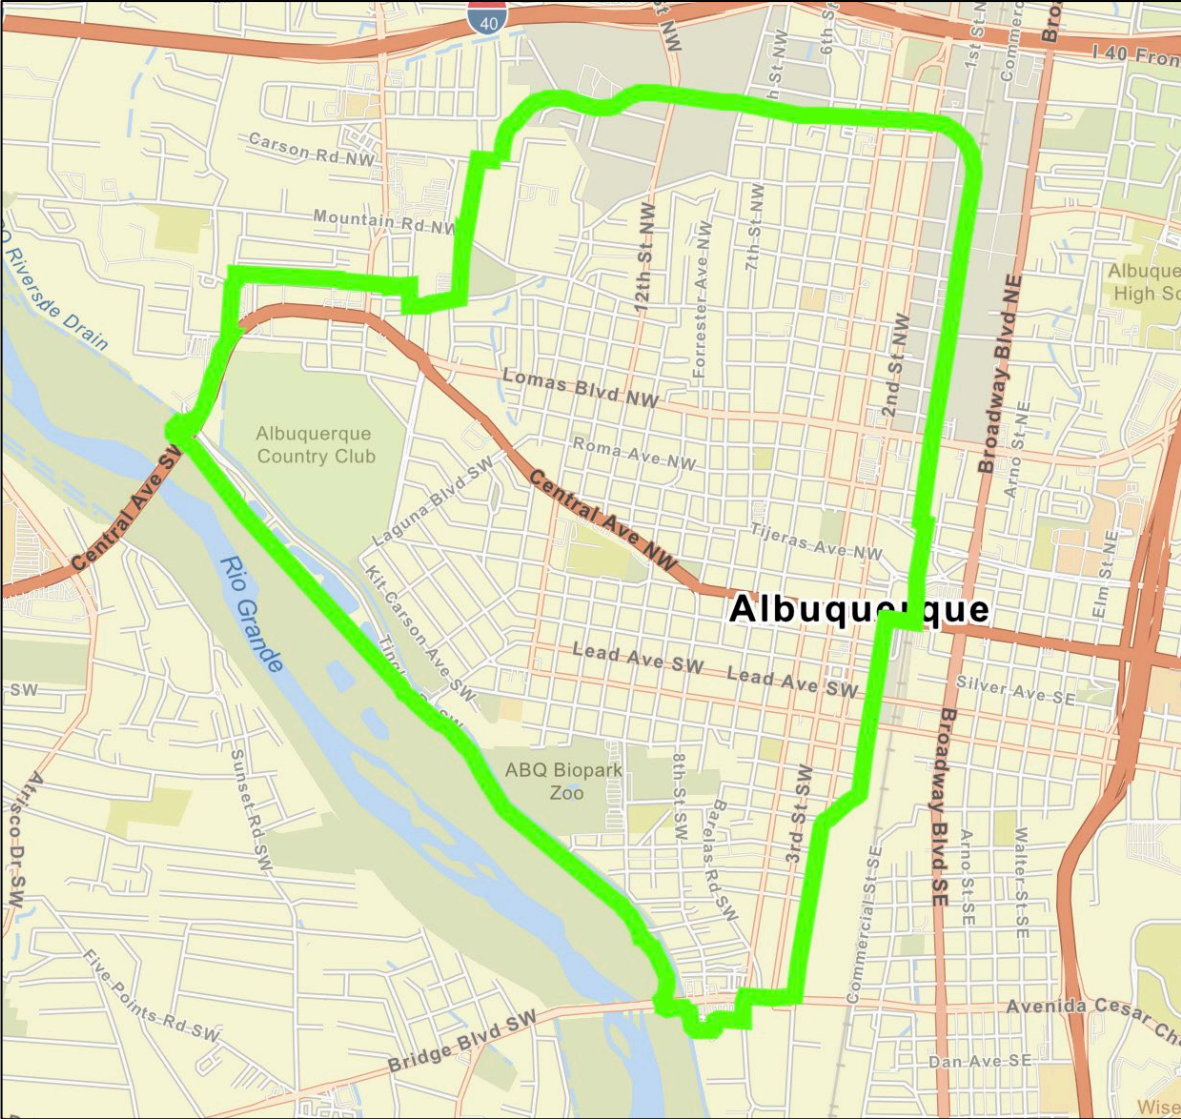 40
St NW
6th St
1st St N
Commerc
I 40 Fron
h St NW
Carson Rd NW
Mountain Rd NW
12th St NW
Forrester Ave NW
7th St NW
2nd St NW
Broadway Blvd NE
Albuque
High Sc
Riverside Drain
Lomas Blvd NW
Albuquerque
Country Club
Roma Ave NW
Arno St NE
Central Ave SW
Laguna Blvd SW
Central Ave NW
Tijeras Ave NW
Elm St NE
Rio Grande
Kit Carson Ave SW
Albuquerque
Lead Ave SW
Lead Ave SW
Silver Ave SE
SW
ABQ Biopark
Zoo
8th St SW
Barelas Rd SW
3rd St SW
Broadway Blvd SE
Sunset Rd SW
Atrisco Dr SW
Commercial St SE
Arno St SE
Walter St SE
Five Points Rd SW
Bridge Blvd SW
Avenida Cesar Cha
Dan Ave SE
Wise